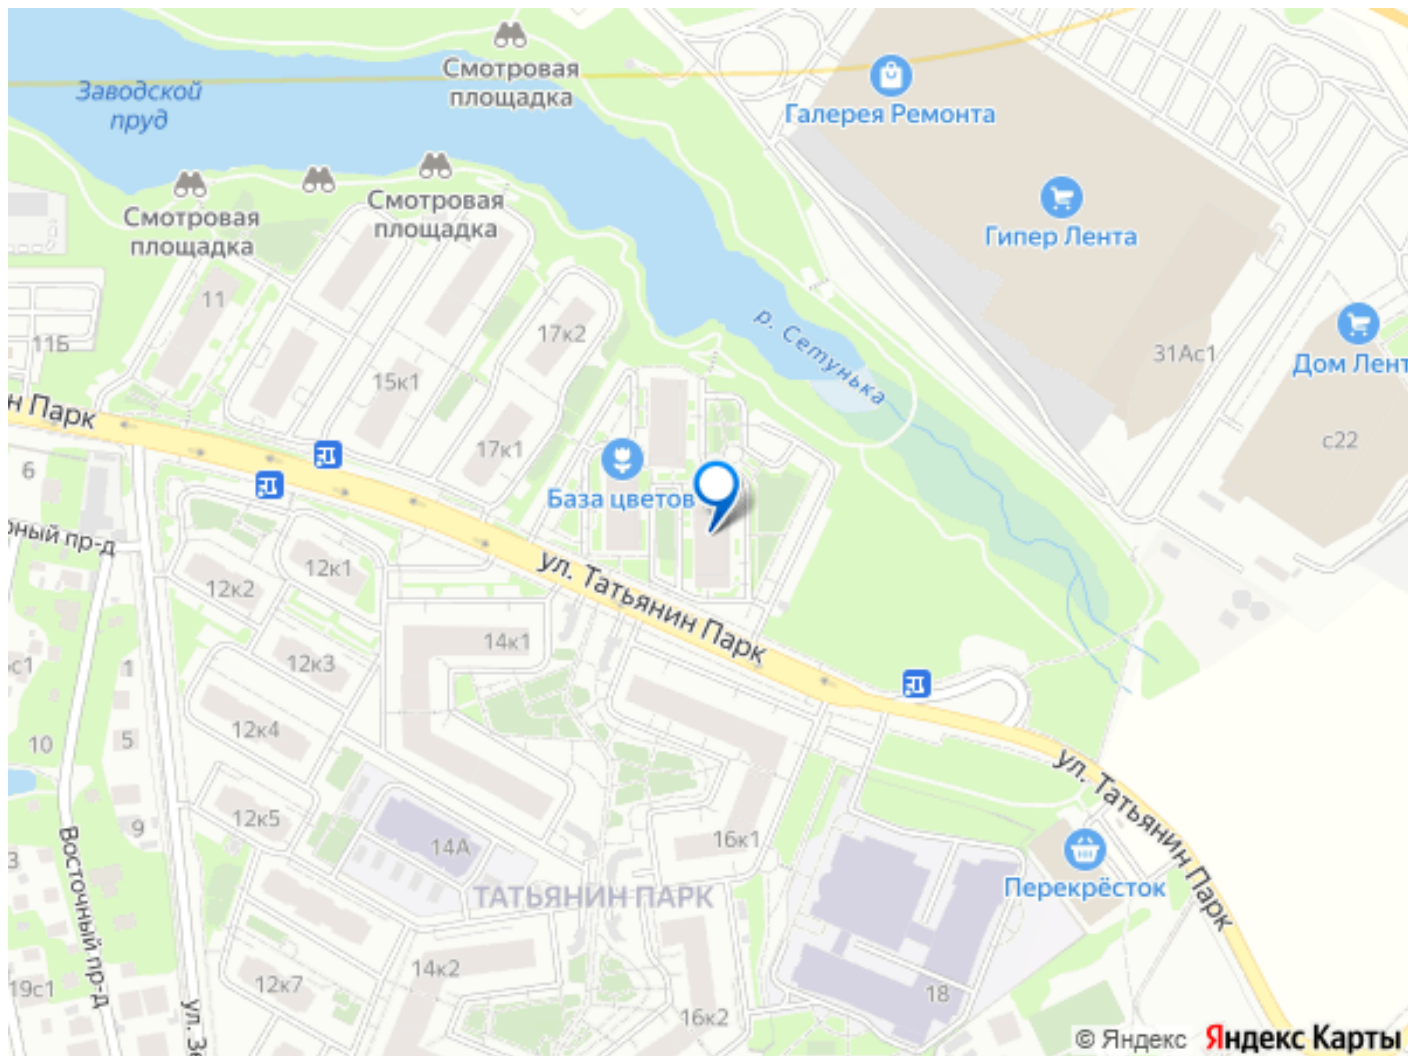 Смотровая
площадка
Заводской
пруд
Галерея Ремонта
Смотровая
площадка
Смотровая
площадка
Гипер Лента
11
17к2
р. Сетунька
11Б
31Ас1
Дом Лент
15к1
н Парк
с22
17к1
6
База цветов
ный пр-д
12к1
12к2
ул. Татьянин Парк
14к1
12к3
с1
1
12к4
10
5
ул. Татьянин Парк
12к5
9
16к1
14А
3
Восточный пр-д
Перекрёсток
ТАТЬЯНИН ПАРК
14к2
12к7
19с1
18
16к2
ул. Зе
© Яндекс Яндекс Карты